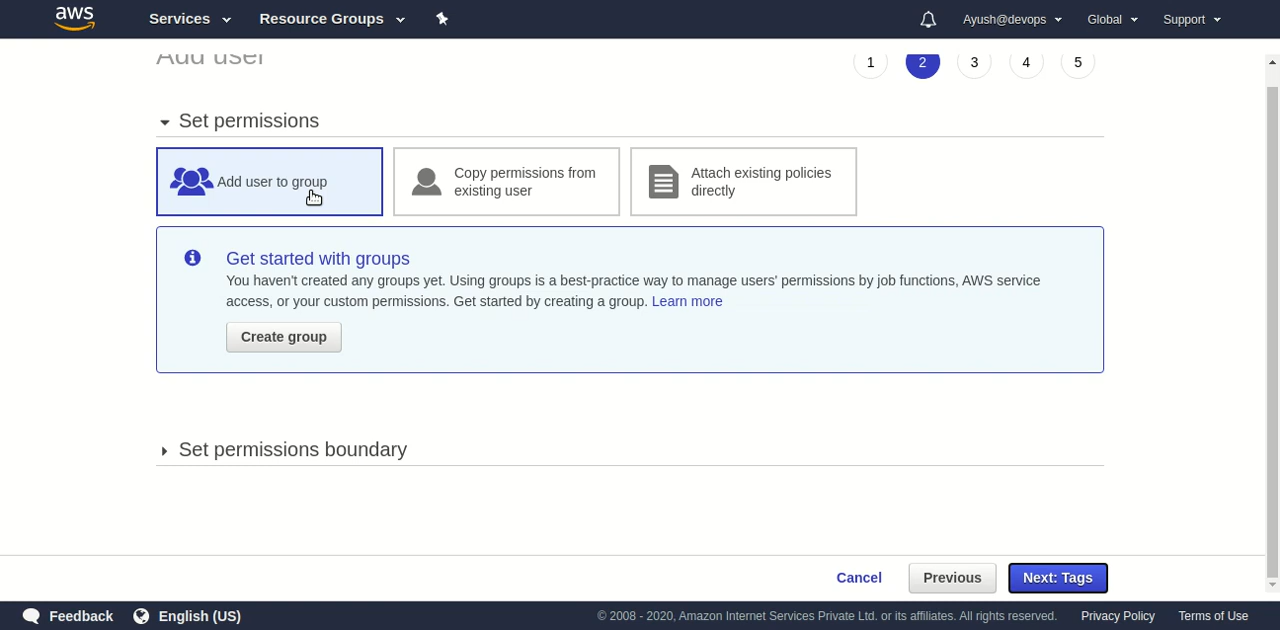 aws
Services
Resource Groups
Ayush@devops
Global
Support
Add user
1
2
3
4
5
Set permissions
Add user to group
Copy permissions from
existing user
Attach existing policies
directly
Get started with groups
You haven't created any groups yet. Using groups is a best-practice way to manage users' permissions by job functions, AWS service
access, or your custom permissions. Get started by creating a group. Learn more
Create group
Set permissions boundary
Cancel
Previous
Next: Tags
Feedback
English (US)
© 2008 - 2020, Amazon Internet Services Private Ltd. or its affiliates. All rights reserved.
Privacy Policy
Terms of Use